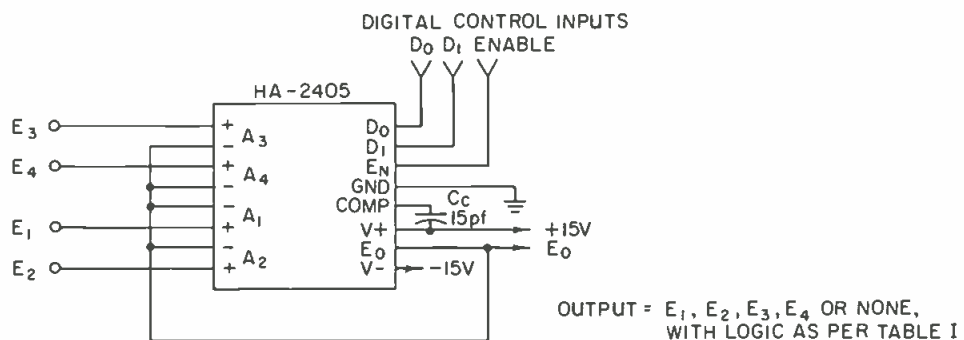 DIGITAL CONTROL INPUTS
D0 D1 ENABLE
HA-2405
E3
E4
E1
E2
+ A3
-
+ A4
-
- A1
+
- A2
+
D0
D1
EN
GND
COMP
V+
E0
V-
CC
15pf
+15V
E0
-15V
OUTPUT = E1, E2, E3, E4 OR NONE,
WITH LOGIC AS PER TABLE I